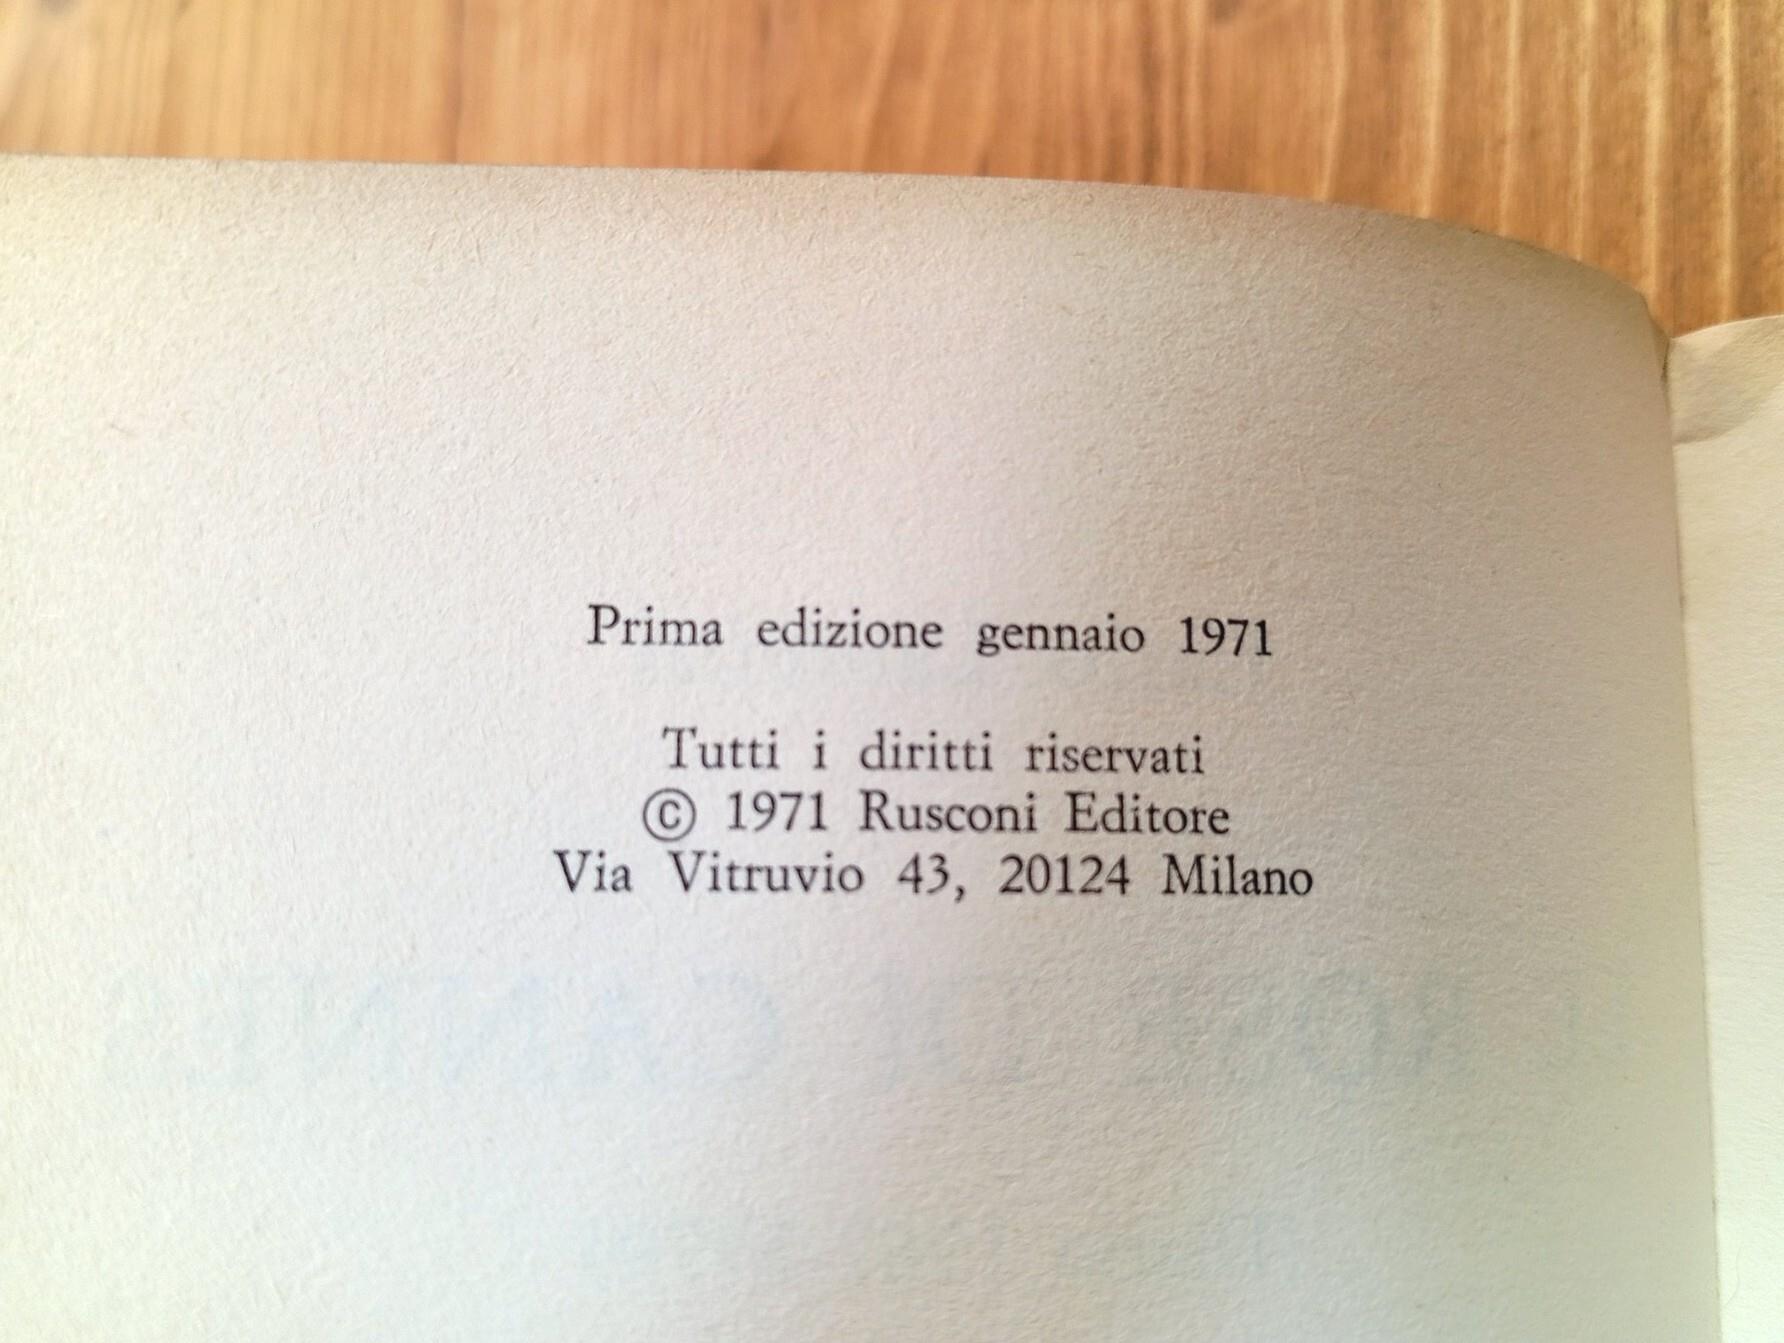 Prima edizione gennaio 1971
Tutti i diritti riservati
© 1971 Rusconi Editore
Via Vitruvio 43, 20124 Milano